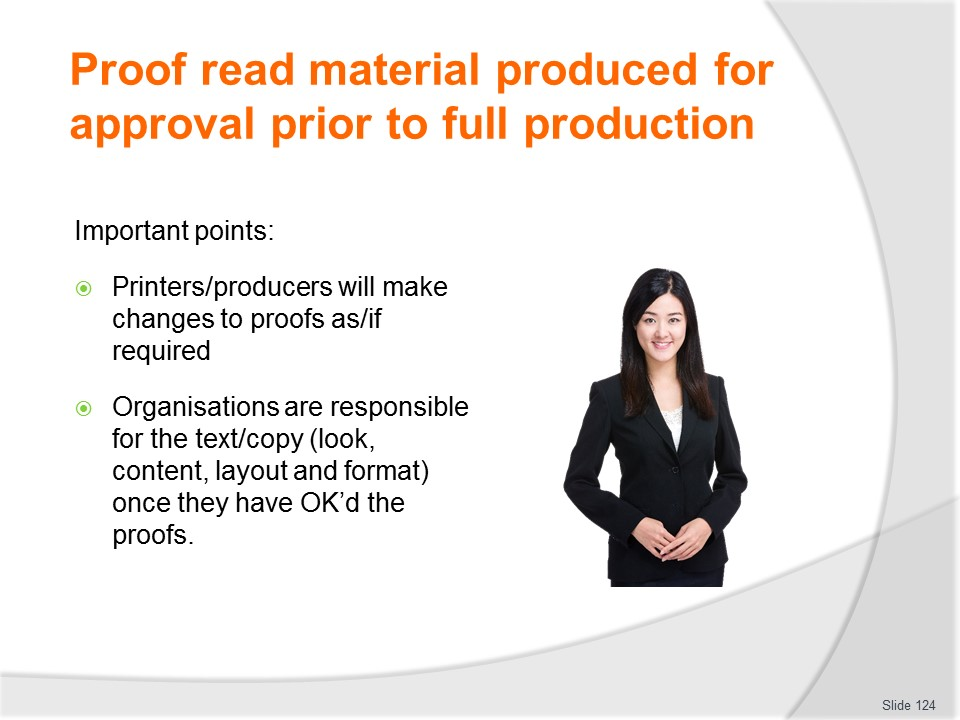 Proof read material produced for
approval prior to full production
Important points:
Printers/producers will make
changes to proofs as/if
required
Organisations are responsible
for the text/copy (look,
content, layout and format)
once they have OK’d the
proofs.
Slide 124